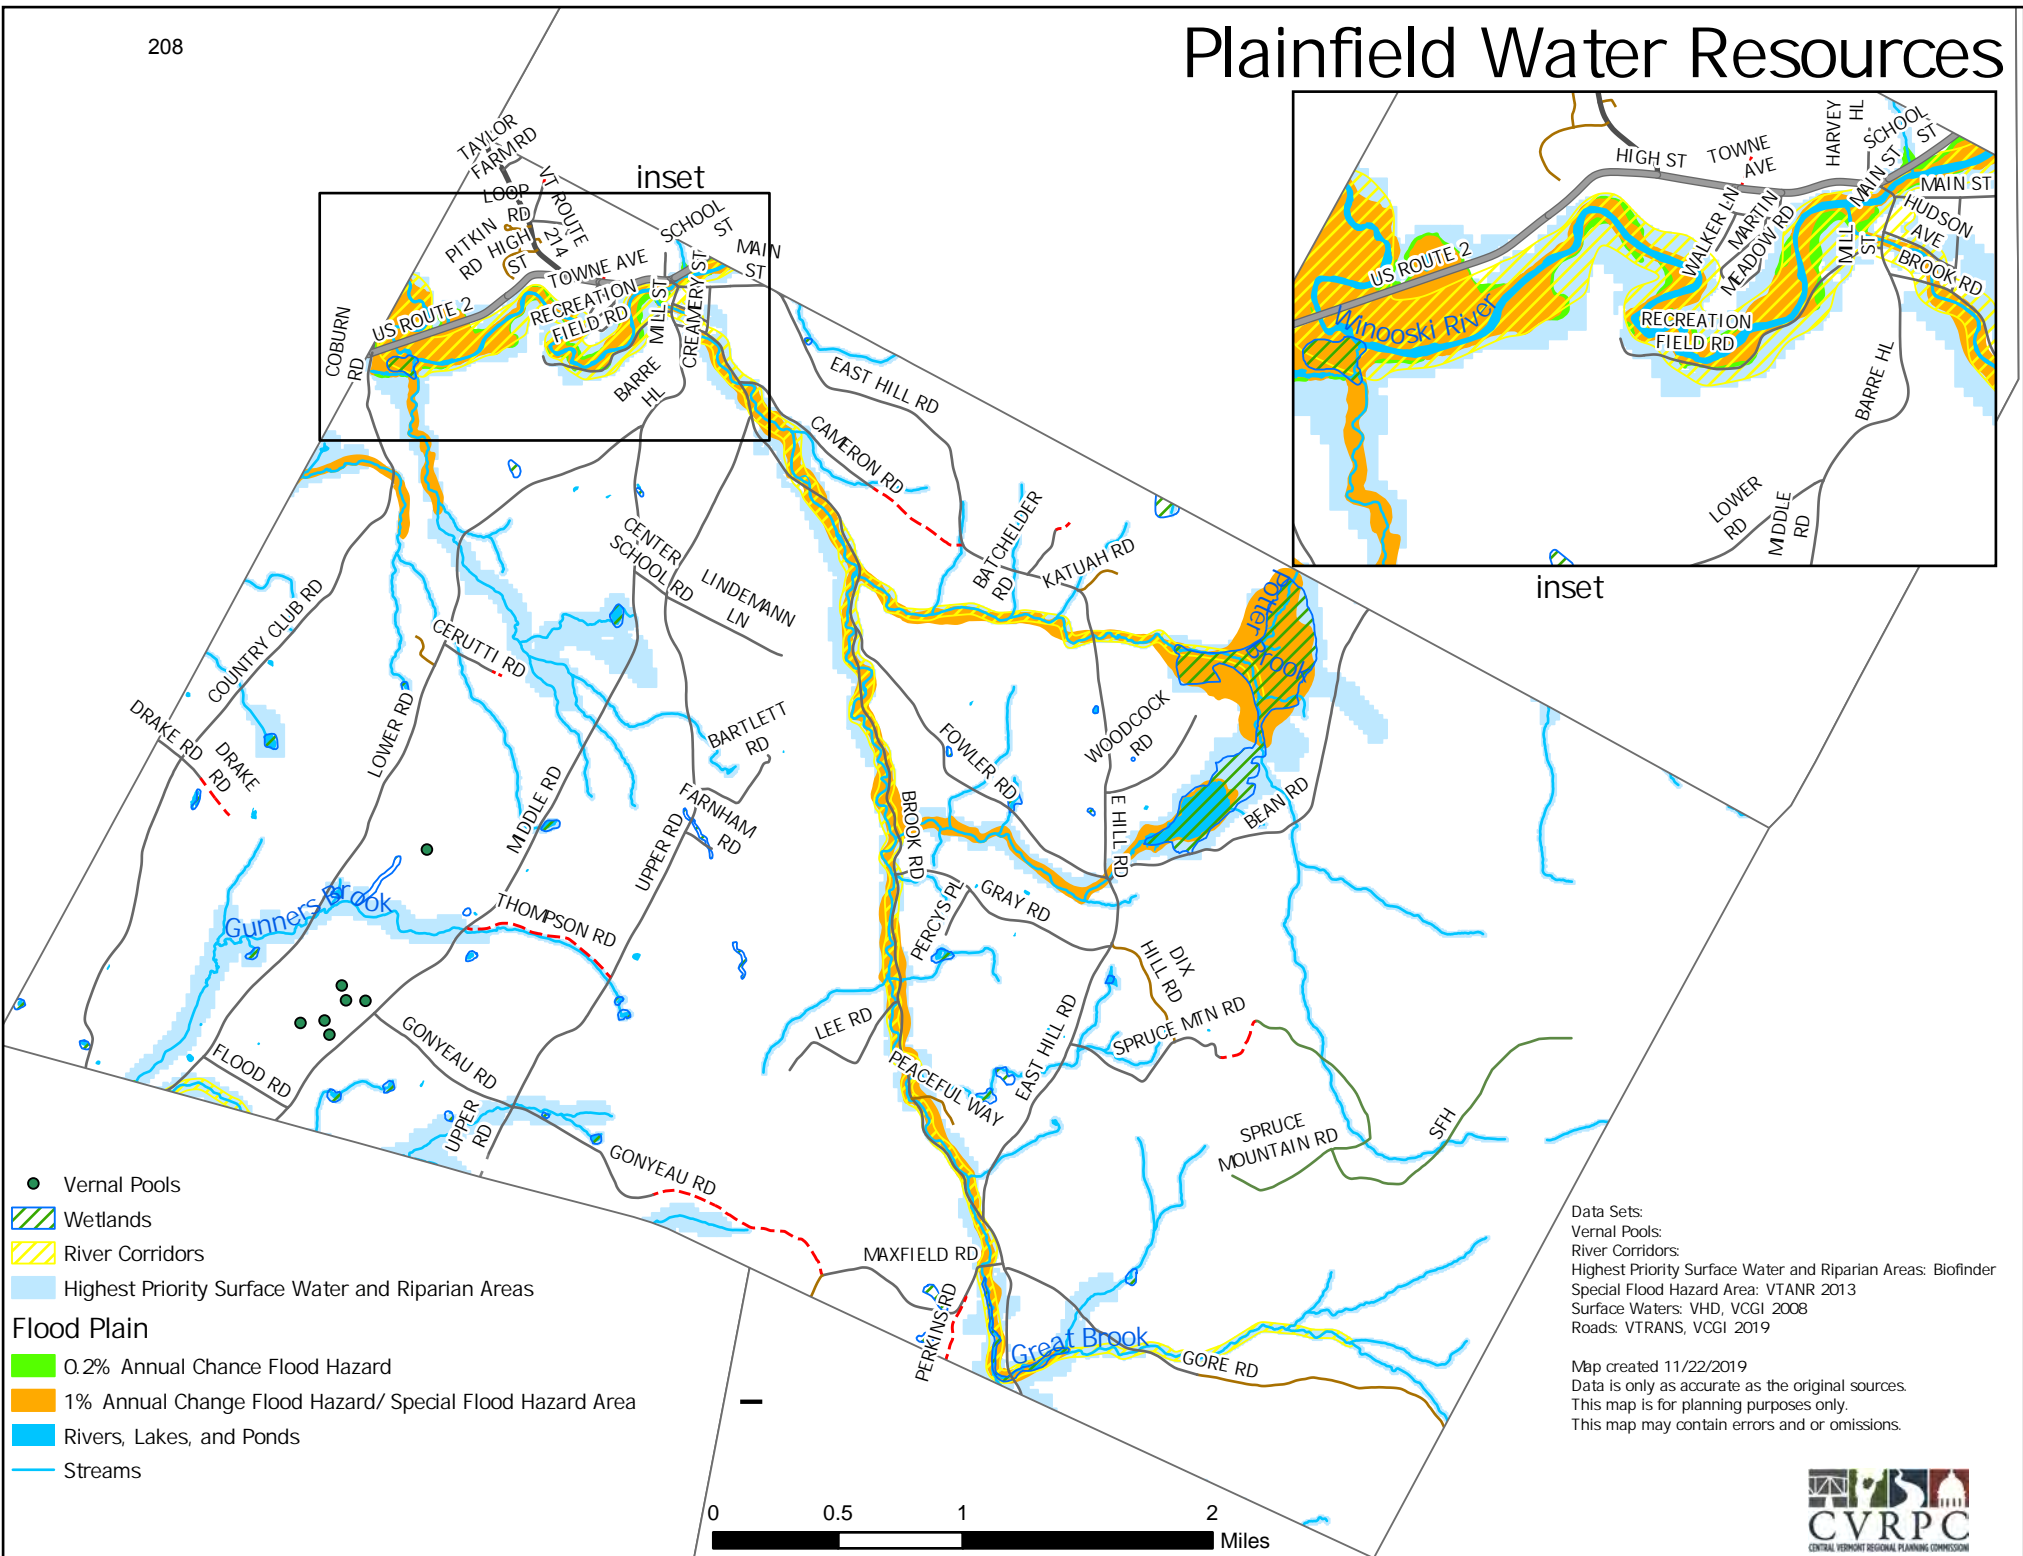 208
Plainfield Water Resources
inset
TAYLOR
FARM RD
LOOP
RD
VT ROUTE
214
PITKIN
RD
HIGH
ST
SCHOOL
ST
MAIN
ST
TOWNE AVE
RECREATION
FIELD RD
MILL ST
CREAMERY ST
US ROUTE 2
COBURN
RD
BARRE
HL
EAST HILL RD
CAMERON RD
BATCHELDER
RD
KATUAH RD
CENTER
SCHOOL RD
LINDEMANN
LN
COUNTRY CLUB RD
CERUTTI RD
DRAKE RD
DRAKE
RD
LOWER RD
BARTLETT
RD
MIDDLE RD
FARNHAM
RD
UPPER RD
FOWLER RD
WOODCOCK
RD
Potter
Brook
BROOK RD
E HILL RD
BEAN RD
Gunners Brook
THOMPSON RD
PERCYS PL
GRAY RD
DIX
HILL RD
LEE RD
SPRUCE MTN RD
EAST HILL RD
PEACEFUL WAY
GONYEAU RD
FLOOD RD
UPPER
RD
GONYEAU RD
SPRUCE
MOUNTAIN RD
SFH
MAXFIELD RD
PERKINS RD
Great Brook
GORE RD
HIGH ST
TOWNE
AVE
HARVEY
HL
SCHOOL
ST
MAIN ST
MAIN ST
HUDSON
AVE
WALKER LN
MARTIN
MEADOW RD
MILL
ST
BROOK RD
US ROUTE 2
Winooski River
RECREATION
FIELD RD
BARRE HL
LOWER
RD
MIDDLE
RD
inset
Vernal Pools
Wetlands
River Corridors
Highest Priority Surface Water and Riparian Areas
Flood Plain
0.2% Annual Chance Flood Hazard
1% Annual Change Flood Hazard/ Special Flood Hazard Area
Rivers, Lakes, and Ponds
Streams
0 0.5 1 2
Miles
Data Sets:
Vernal Pools:
River Corridors:
Highest Priority Surface Water and Riparian Areas: Biofinder
Special Flood Hazard Area: VTANR 2013
Surface Waters: VHD, VCGI 2008
Roads: VTRANS, VCGI 2019
Map created 11/22/2019
Data is only as accurate as the original sources.
This map is for planning purposes only.
This map may contain errors and or omissions.
CVRPC
CENTRAL VERMONT REGIONAL PLANNING COMMISSION